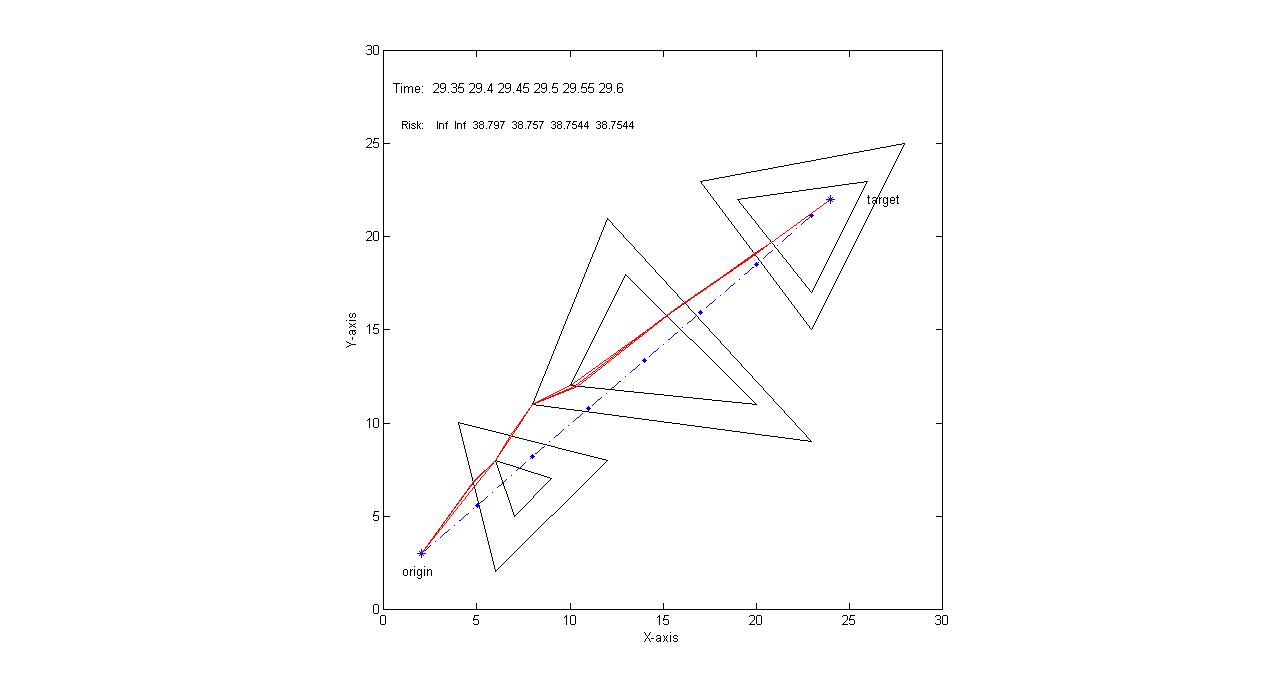 30
Time: 29.35 29.4 29.45 29.5 29.55 29.6
Risk: Inf Inf 38.797 38.757 38.7544 38.7544
25
target
20
Y-axis
15
10
5
origin
0
0 5 10 15 20 25 30
X-axis